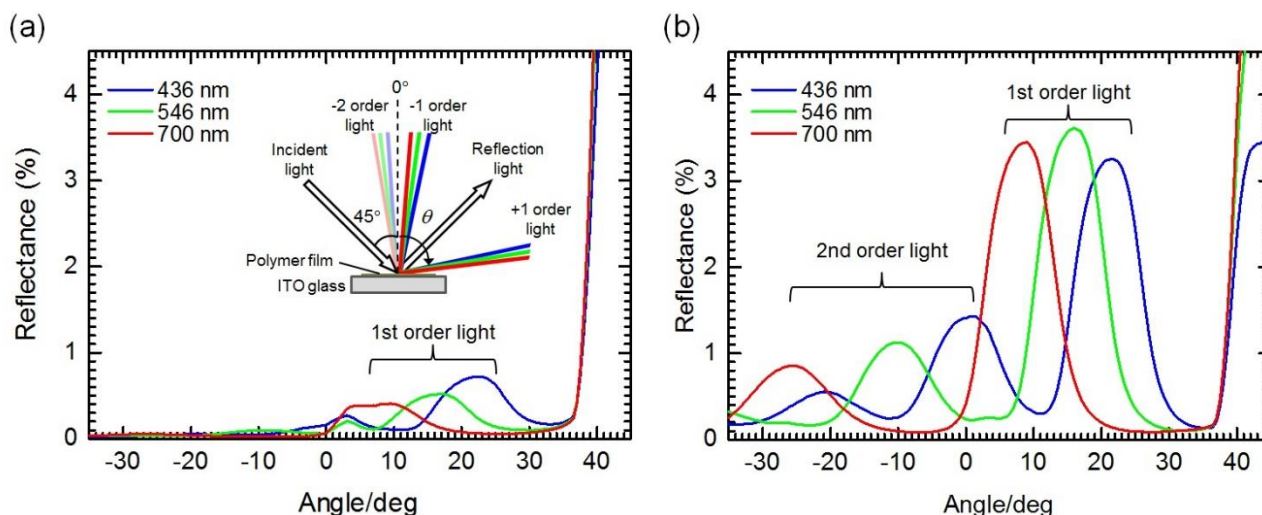 (a)
436 nm
546 nm
700 nm
0°
-2 order
light
-1 order
light
Incident
light
Reflection
light
45°
θ
+1 order
light
Polymer film
ITO glass
1st order light
Reflectance (%)
4
3
2
1
0
-30
-20
-10
0
10
20
30
40
Angle/deg
(b)
436 nm
546 nm
700 nm
1st order light
2nd order light
Reflectance (%)
4
3
2
1
0
-30
-20
-10
0
10
20
30
40
Angle/deg